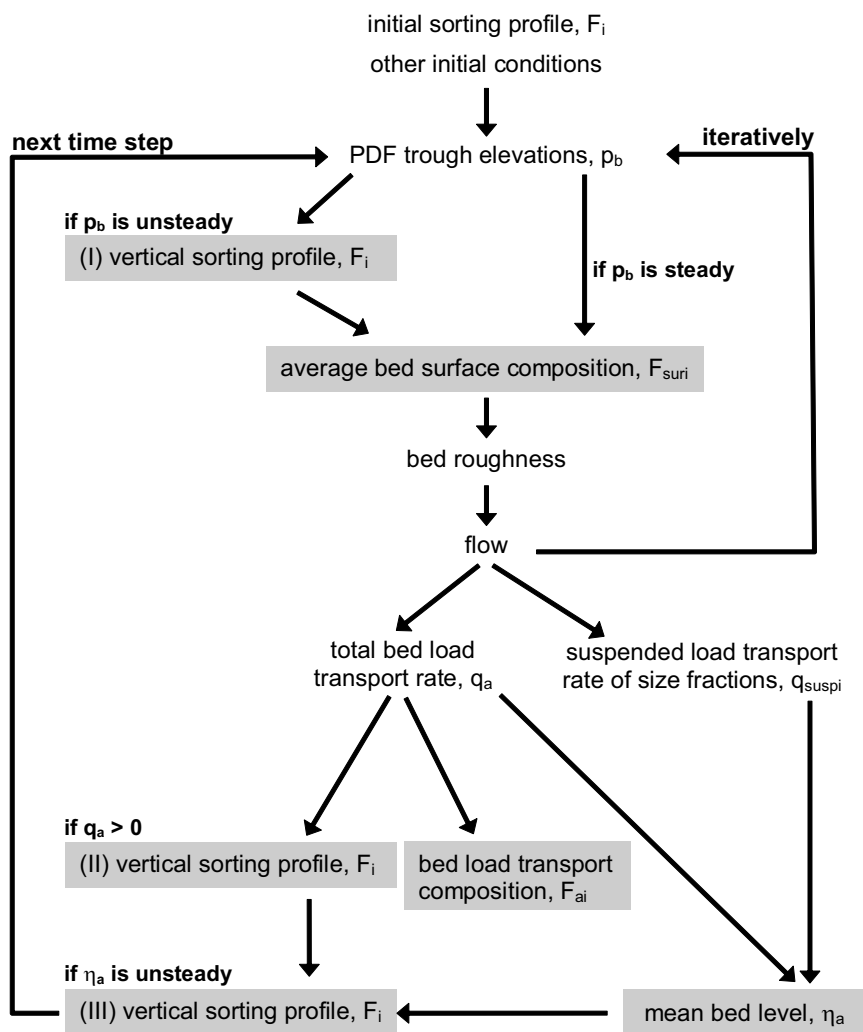 initial sorting profile, Fi
other initial conditions
next time step
iteratively
PDF trough elevations, pb
if pb is unsteady
(I) vertical sorting profile, Fi
if pb is steady
average bed surface composition, Fsuri
bed roughness
flow
total bed load
transport rate, qa
suspended load transport
rate of size fractions, qsuspi
if qa > 0
(II) vertical sorting profile, Fi
bed load transport
composition, Fai
if ηa is unsteady
(III) vertical sorting profile, Fi
mean bed level, ηa